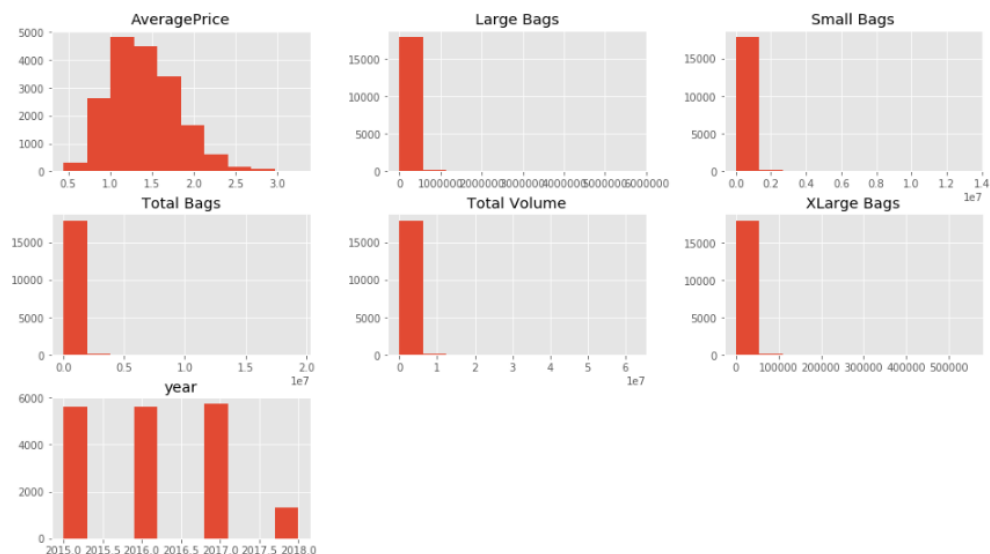 AveragePrice
5000
4000
3000
2000
1000
0
0.5 1.0 1.5 2.0 2.5 3.0
Large Bags
15000
10000
5000
0
0 1000000 2000000 3000000 4000000 5000000 6000000
Small Bags
15000
10000
5000
0
0.0 0.2 0.4 0.6 0.8 1.0 1.2 1.4
1e7
Total Bags
15000
10000
5000
0
0.0 0.5 1.0 1.5 2.0
1e7
Total Volume
15000
10000
5000
0
0 1 2 3 4 5 6
1e7
XLarge Bags
15000
10000
5000
0
0 100000 200000 300000 400000 500000
year
6000
4000
2000
0
2015.0 2015.5 2016.0 2016.5 2017.0 2017.5 2018.0